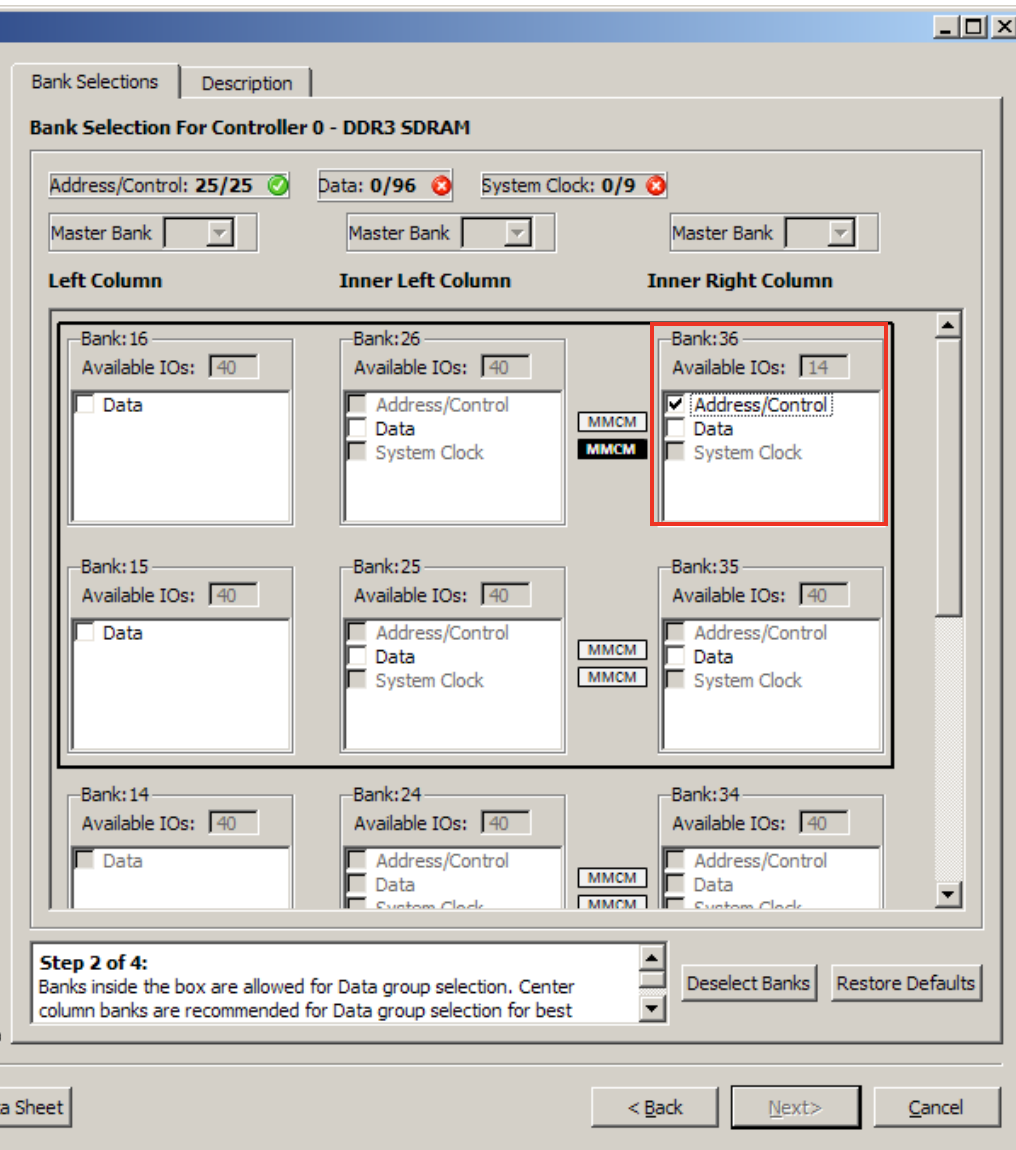 Bank Selections
Description
Bank Selection For Controller 0 - DDR3 SDRAM
Address/Control: 25/25
Data: 0/96
System Clock: 0/9
Master Bank
Master Bank
Master Bank
Left Column
Inner Left Column
Inner Right Column
Bank:16
Available IOs: 40
Data
Bank:26
Available IOs: 40
Address/Control
Data
System Clock
MMCM
MMCM
Bank:36
Available IOs: 14
Address/Control
Data
System Clock
Bank:15
Available IOs: 40
Data
Bank:25
Available IOs: 40
Address/Control
Data
System Clock
MMCM
MMCM
Bank:35
Available IOs: 40
Address/Control
Data
System Clock
Bank:14
Available IOs: 40
Data
Bank:24
Available IOs: 40
Address/Control
Data
System Clock
MMCM
MMCM
Bank:34
Available IOs: 40
Address/Control
Data
System Clock
Step 2 of 4:
Banks inside the box are allowed for Data group selection. Center
column banks are recommended for Data group selection for best
Deselect Banks
Restore Defaults
a Sheet
< Back
Next>
Cancel